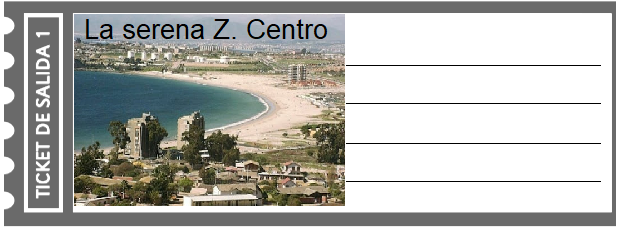 La serena Z. Centro
TICKET DE SALIDA 1